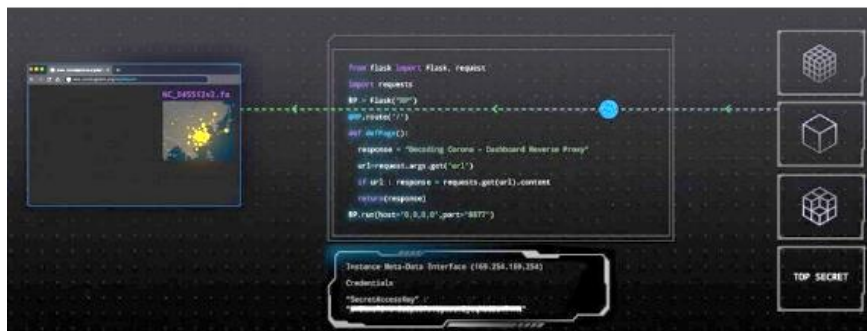 NC_045512v2.fa
from flask import Flask, request
import requests
RP = Flask("RP")
@RP.route('/')
def defPage():
response = "Decoding Corona - Dashboard Reverse Proxy"
url=request.args.get('url')
if url : response = requests.get(url).content
return(response)
RP.run(host='0.0.0.0',port="8877")
Instance Meta-Data Interface (169.254.169.254)
Credentials
"SecretAccessKey" :
TOP SECRET